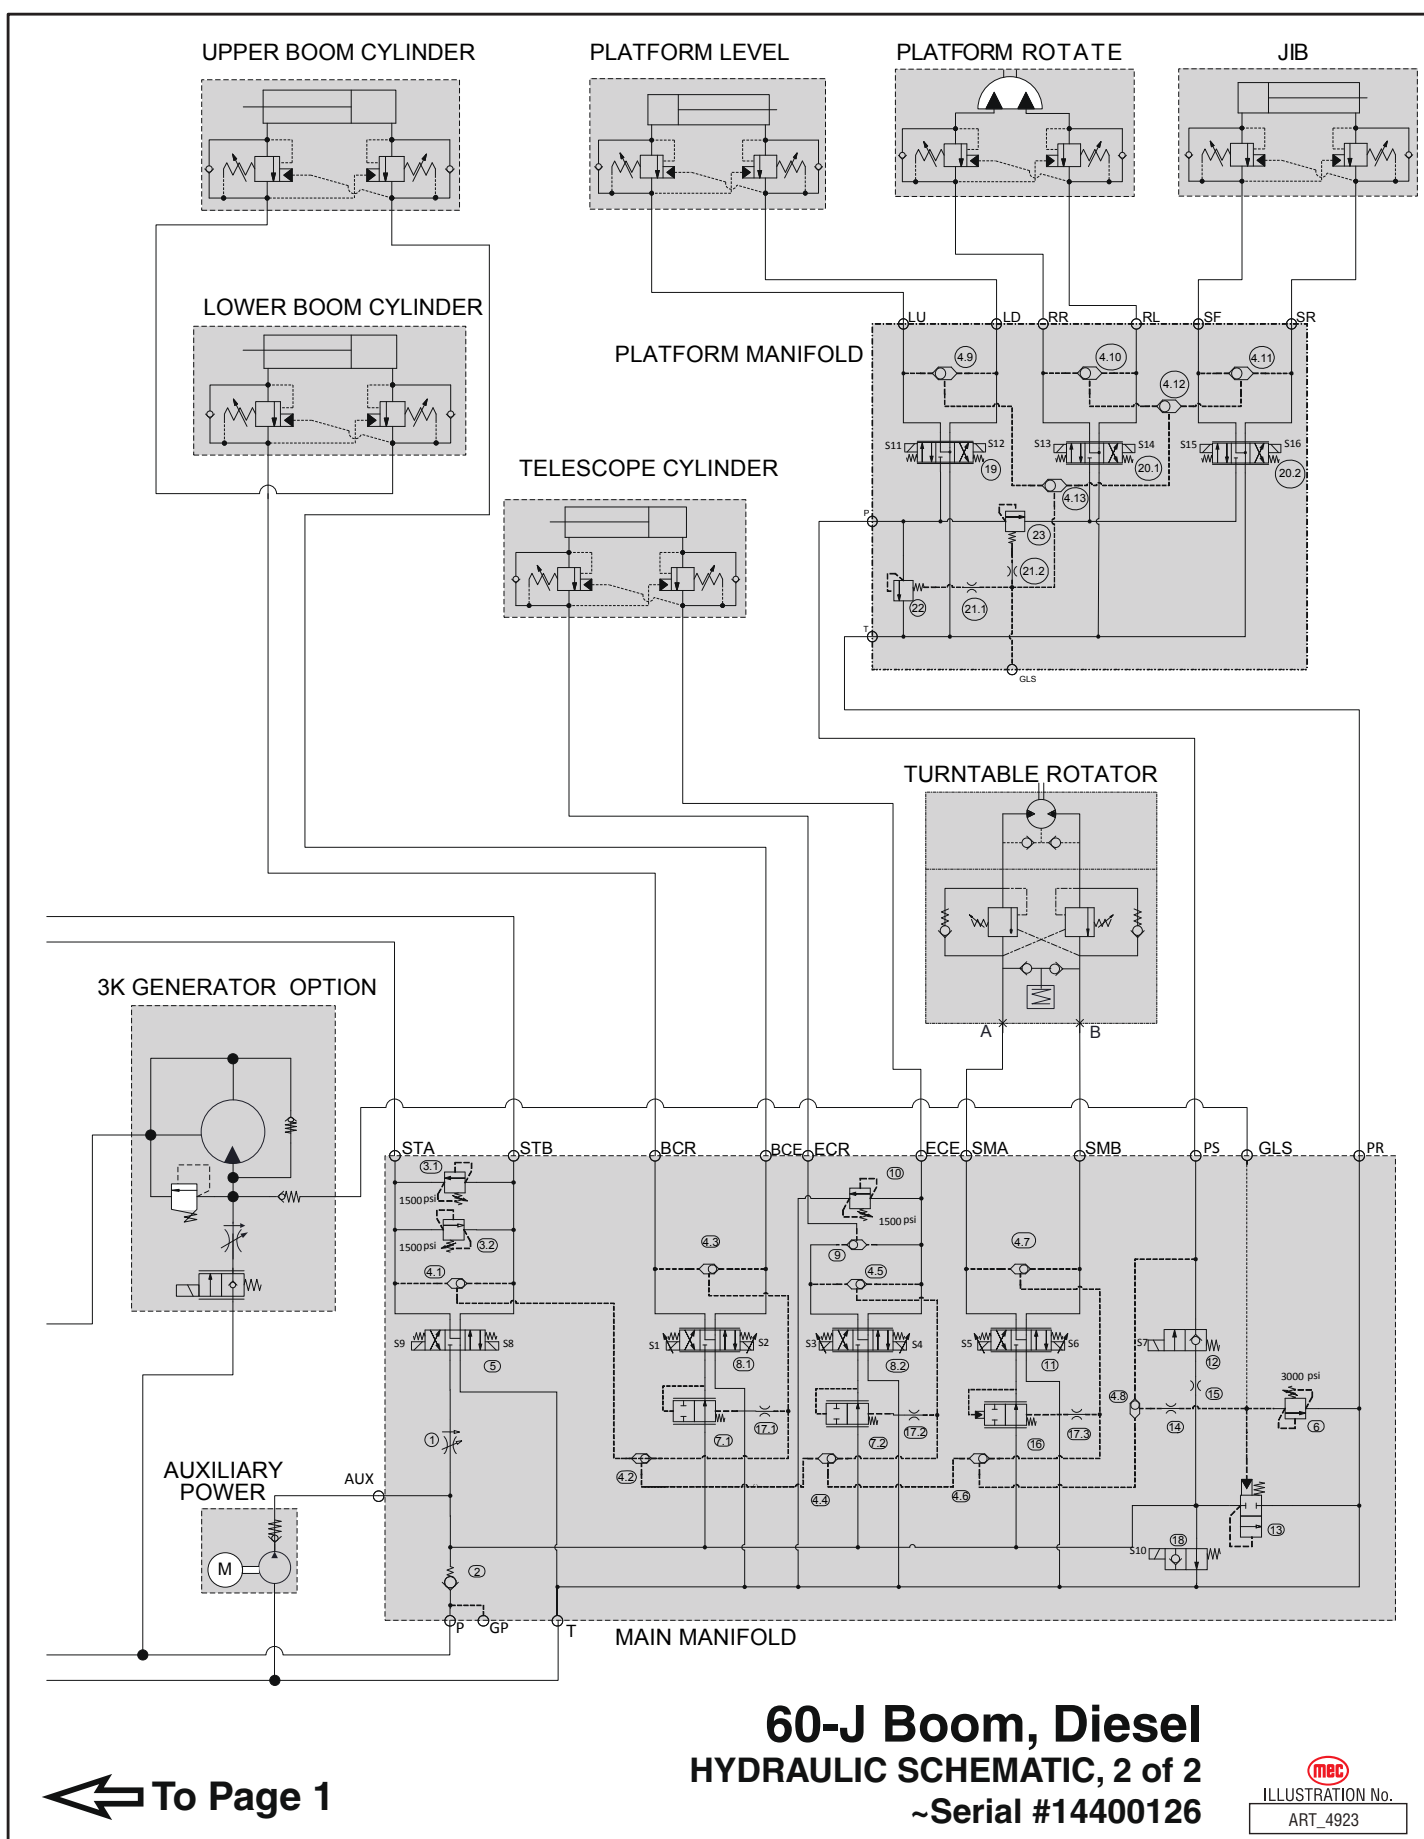 UPPER BOOM CYLINDER
PLATFORM LEVEL
PLATFORM ROTATE
JIB
LOWER BOOM CYLINDER
PLATFORM MANIFOLD
LU
LD
RR
RL
SF
SR
4.9
4.10
4.11
4.12
S11
S12
19
S13
S14
20.1
S15
S16
20.2
4.13
P
23
21.2
22
21.1
T
GLS
TELESCOPE CYLINDER
TURNTABLE ROTATOR
A
B
3K GENERATOR OPTION
STA
STB
BCR
BCE
ECR
ECE
SMA
SMB
PS
GLS
PR
3.1
1500 psi
1500 psi
3.2
10
1500 psi
9
4.1
4.3
4.5
4.7
S9
S8
5
S1
S2
8.1
S3
S4
8.2
S5
S6
11
S7
12
15
3000 psi
6
4.8
14
7.1
17.1
7.2
17.2
16
17.3
1
4.2
4.4
4.6
13
S10
18
2
AUX
AUXILIARY
POWER
M
P
GP
T
MAIN MANIFOLD
60-J Boom, Diesel
HYDRAULIC SCHEMATIC, 2 of 2
~Serial #14400126
To Page 1
mec
ILLUSTRATION No.
ART_4923